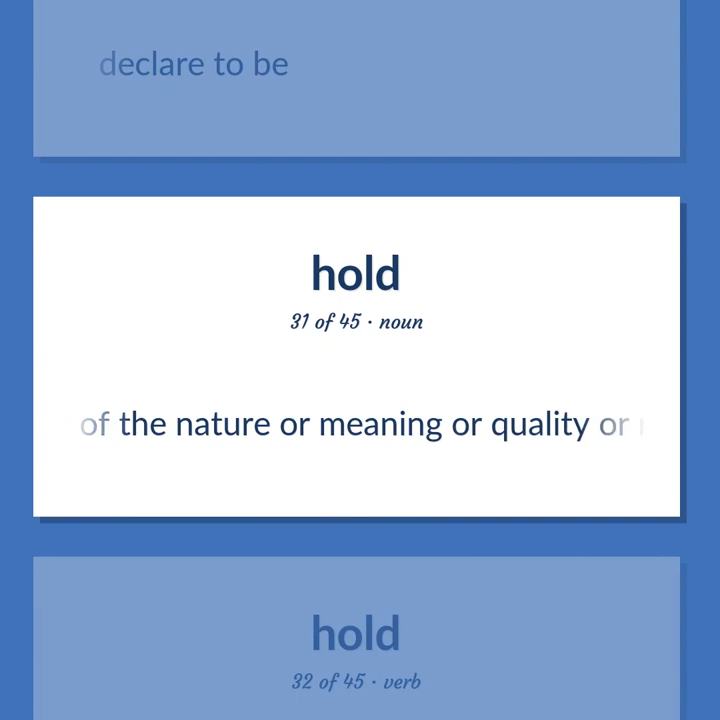 declare to be
hold
31 of 45 · noun
of the nature or meaning or quality or
hold
32 of 45 · verb